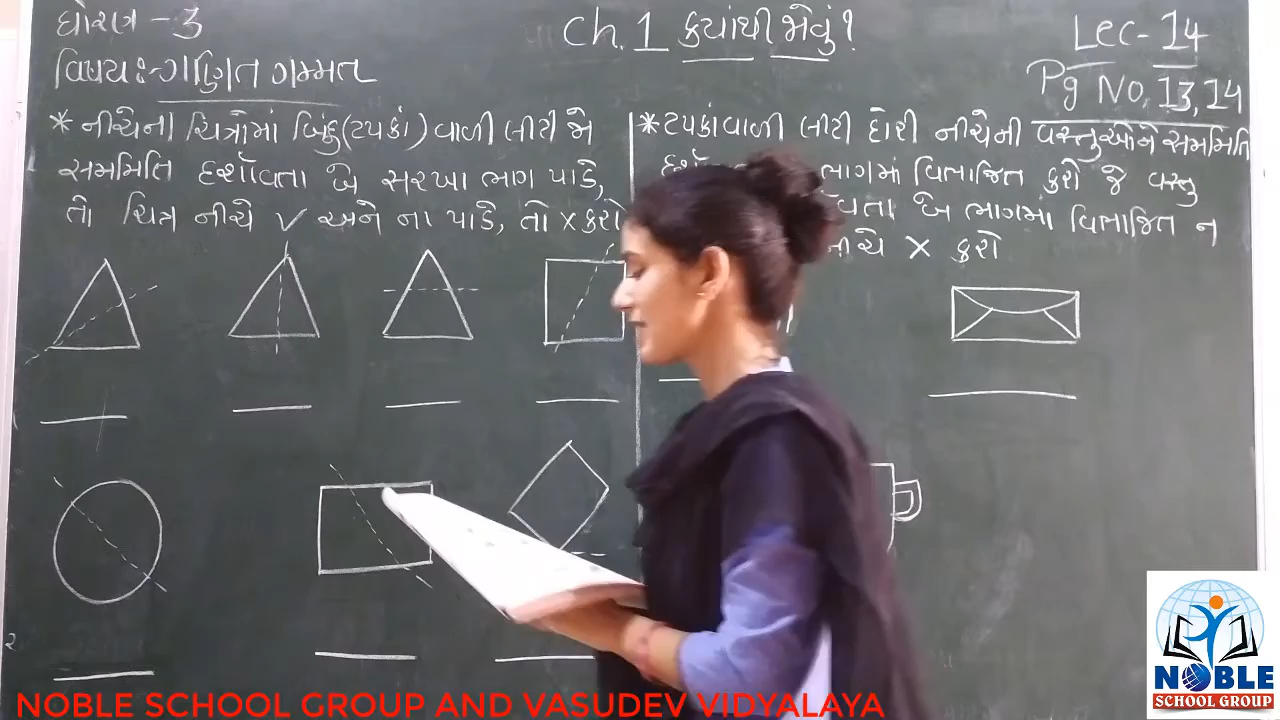 ધોરણ - 3
વિષય:- ગણિત ગમ્મત
Ch. 1 ક્યાંથી જોવું?
Lec- 14
Pg No. 13,14
* નીચેના ચિત્રોમાં બિંદુ(ટપકાં) વાળી લીટી જો
સમમિતિ દર્શાવતા બે સરખા ભાગ પાડે,
તો ચિત્ર નીચે ✓ અને ના પાડે, તો × કરો
* ટપકાંવાળી લીટી દોરી નીચેની વસ્તુઓને સમમિતિ
ભાગમાં વિભાજિત કરો જે વસ્તુ
બે ભાગમાં વિભાજિત ન
નીચે × કરો
NOBLE
SCHOOL GROUP
NOBLE SCHOOL GROUP AND VASUDEV VIDYALAYA